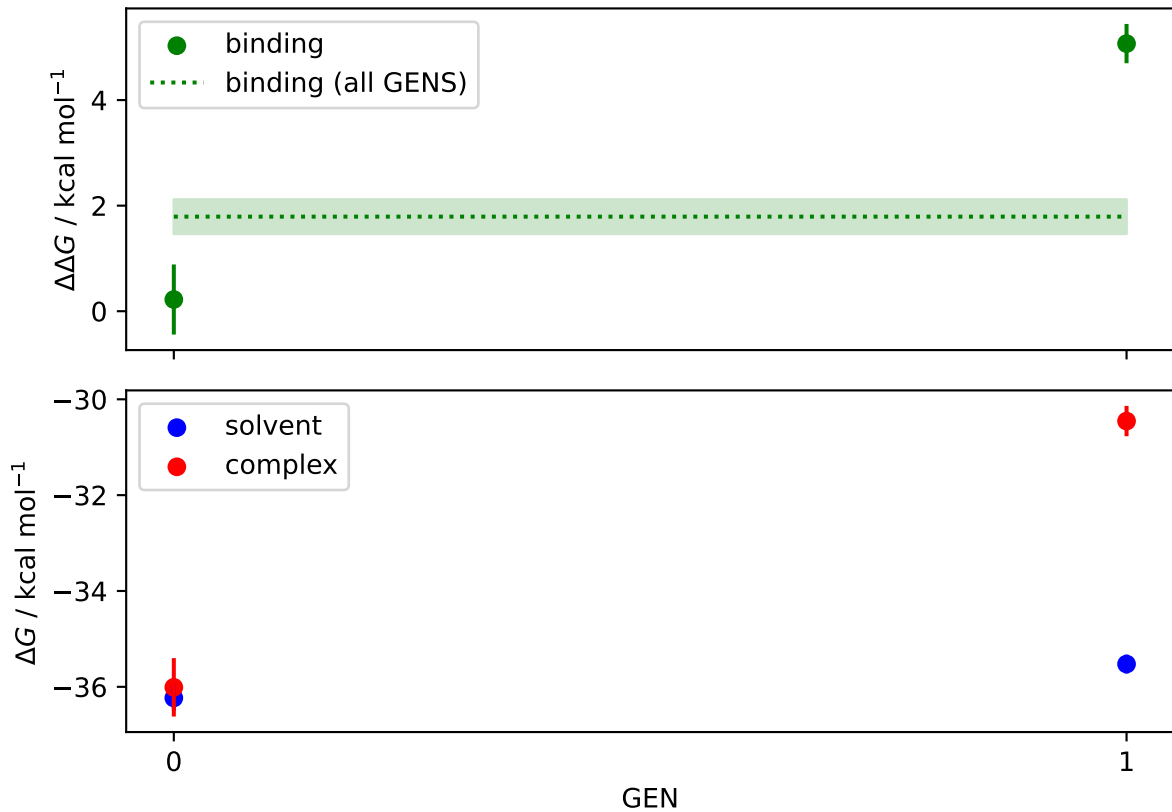 binding
binding (all GENS)
ΔΔG / kcal mol⁻¹
4
2
0
solvent
complex
ΔG / kcal mol⁻¹
−30
−32
−34
−36
0
1
GEN